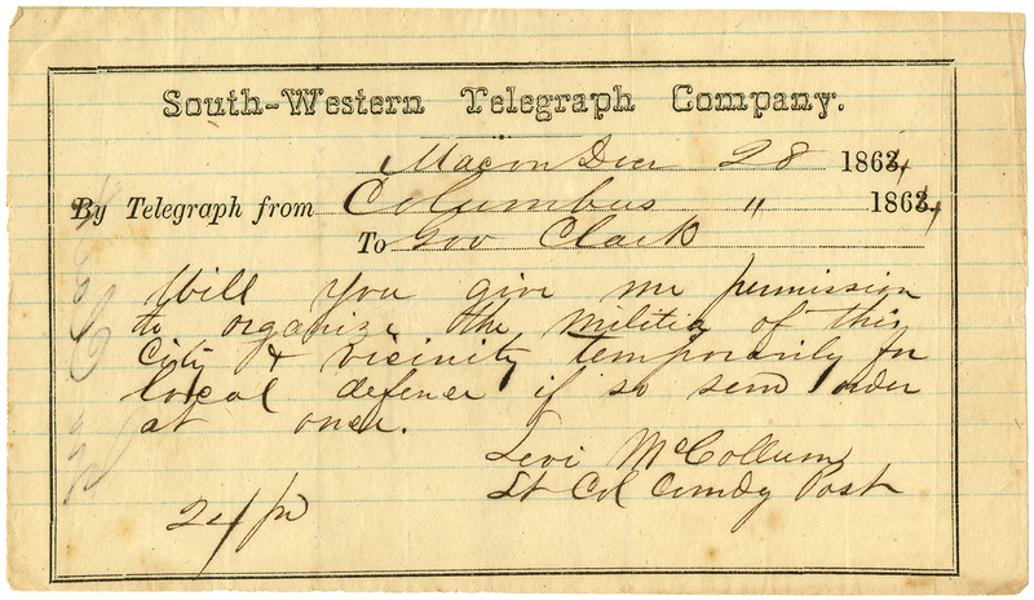 South-Western Telegraph Company.
Macon Dec 28 1864
By Telegraph from Columbus " 1864
To Gov Clark
Will you give me permission
to organize the militia of this
City & vicinity temporarily for
local defence if so send order
at once.
Levi McCollum
Lt Col Comdg Post
24/pd